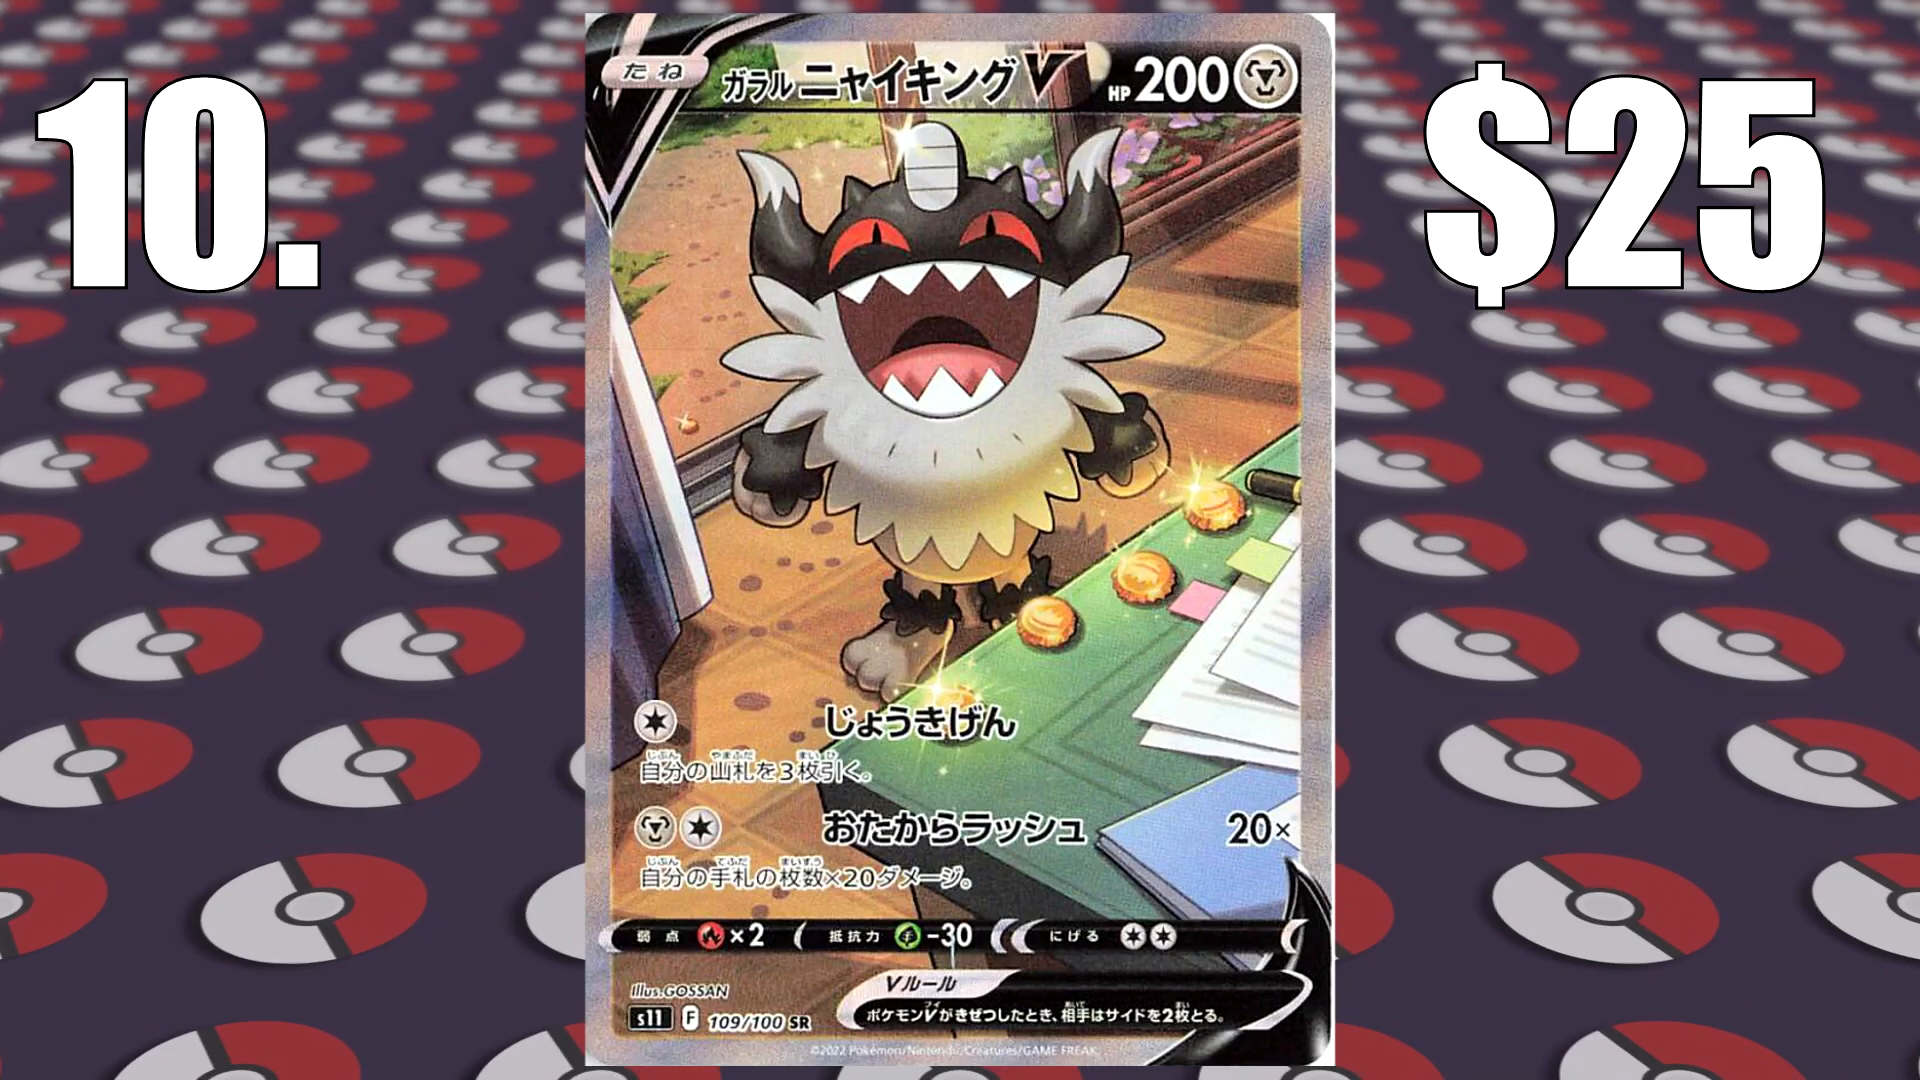 10.
$25
たね
ガラル ニャイキングV HP 200
じょうきげん
自分の山札を3枚引く。
おたからラッシュ 20×
自分の手札の枚数×20ダメージ。
弱点 ×2 抵抗力 -30 にげる
Illus.GOSSAN
Vルール
ポケモンVがきぜつしたとき、相手はサイドを2枚とる。
s11 F 109/100 SR
©2022 Pokémon/Nintendo/Creatures/GAME FREAK.